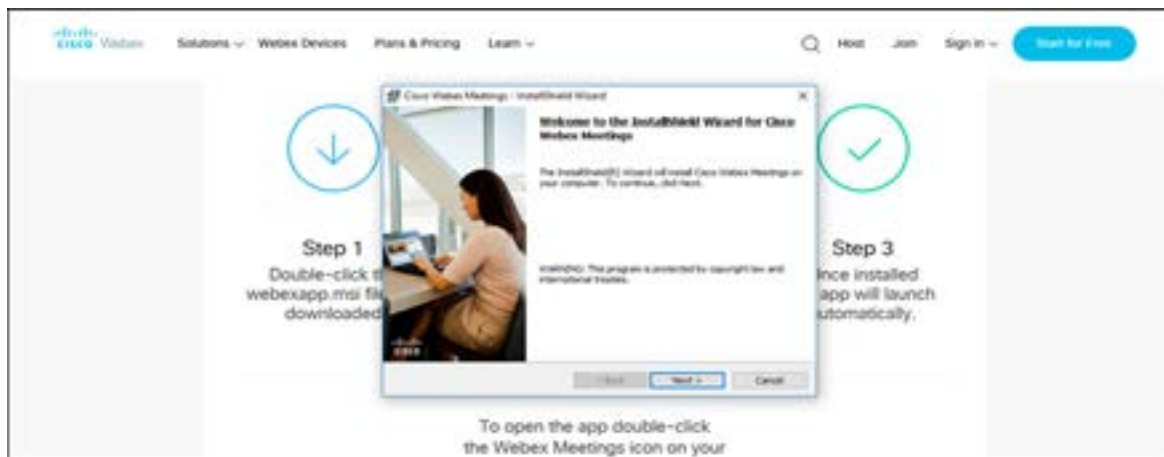 CISCO Webex Solutions Webex Devices Plans & Pricing Learn Host Join Sign in Start for Free
Cisco Webex Meetings - InstallShield Wizard
Welcome to the InstallShield Wizard for Cisco
Webex Meetings
The InstallShield(R) Wizard will install Cisco Webex Meetings on
your computer. To continue, click Next.
WARNING: This program is protected by copyright law and
international treaties.
CISCO
< Back Next > Cancel
Step 1
Double-click t
webexapp.msi file
downloaded
Step 3
nce installed
app will launch
utomatically.
To open the app double-click
the Webex Meetings icon on your